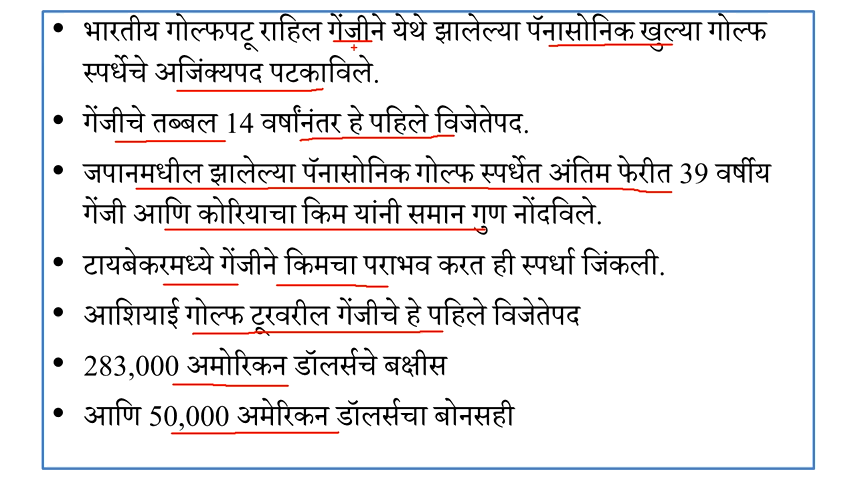 • भारतीय गोल्फपटू राहिल गेंजीने येथे झालेल्या पॅनासोनिक खुल्या गोल्फ
स्पर्धेचे अजिंक्यपद पटकाविले.
• गेंजीचे तब्बल 14 वर्षांनंतर हे पहिले विजेतेपद.
• जपानमधील झालेल्या पॅनासोनिक गोल्फ स्पर्धेत अंतिम फेरीत 39 वर्षीय
गेंजी आणि कोरियाचा किम यांनी समान गुण नोंदविले.
• टायबेकरमध्ये गेंजीने किमचा पराभव करत ही स्पर्धा जिंकली.
• आशियाई गोल्फ टूरवरील गेंजीचे हे पहिले विजेतेपद
• 283,000 अमोरिकन डॉलर्सचे बक्षीस
• आणि 50,000 अमेरिकन डॉलर्सचा बोनसही